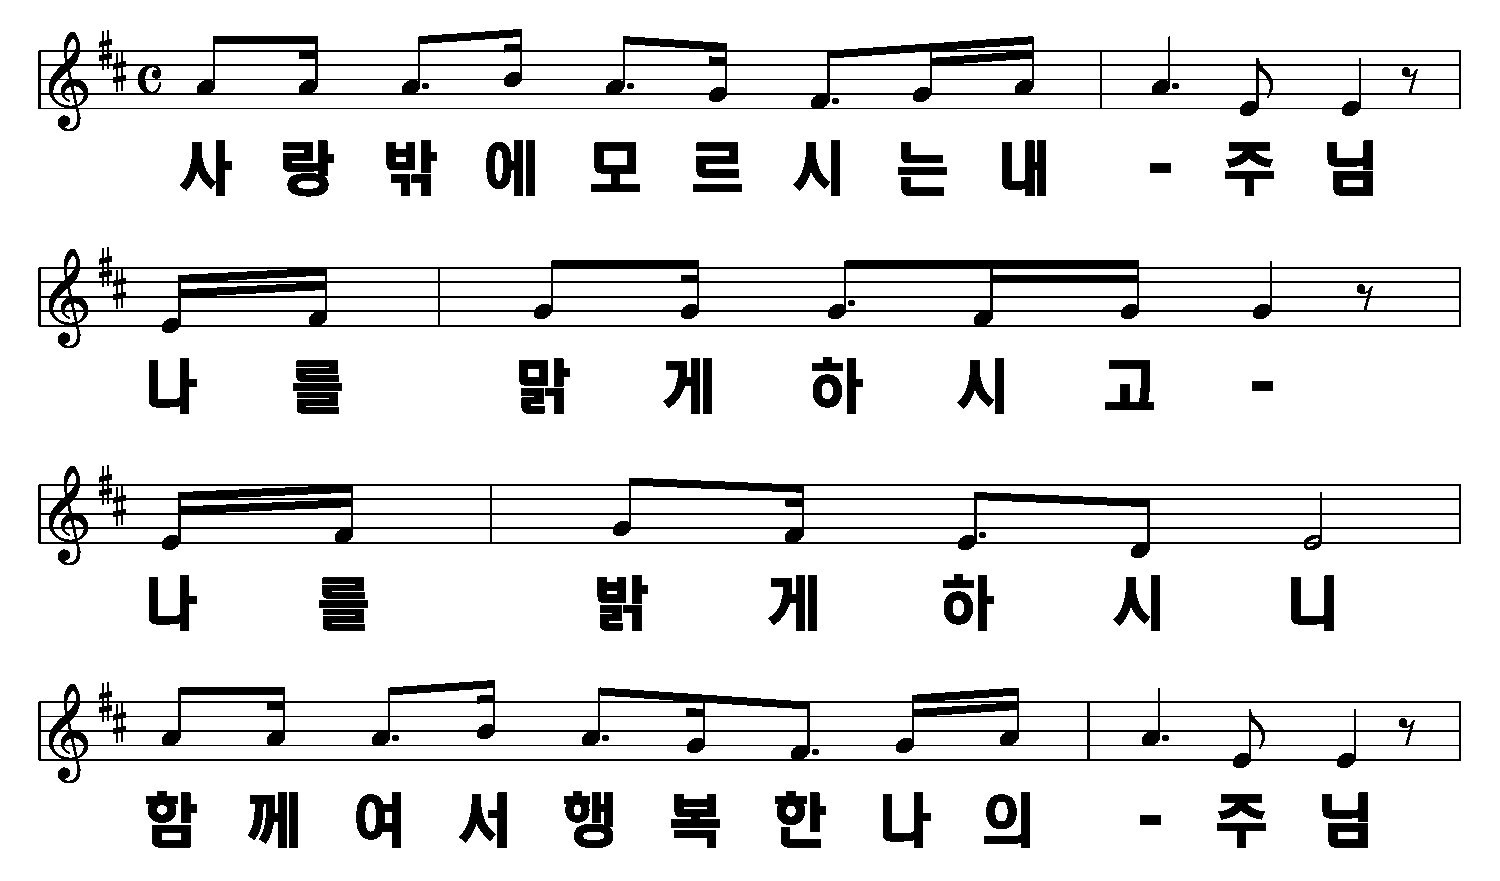 사 랑 밖 에 모 르 시 는 내 - 주 님
나 를 맑 게 하 시 고 -
나 를 밝 게 하 시 니
함 께 여 서 행 복 한 나 의 - 주 님